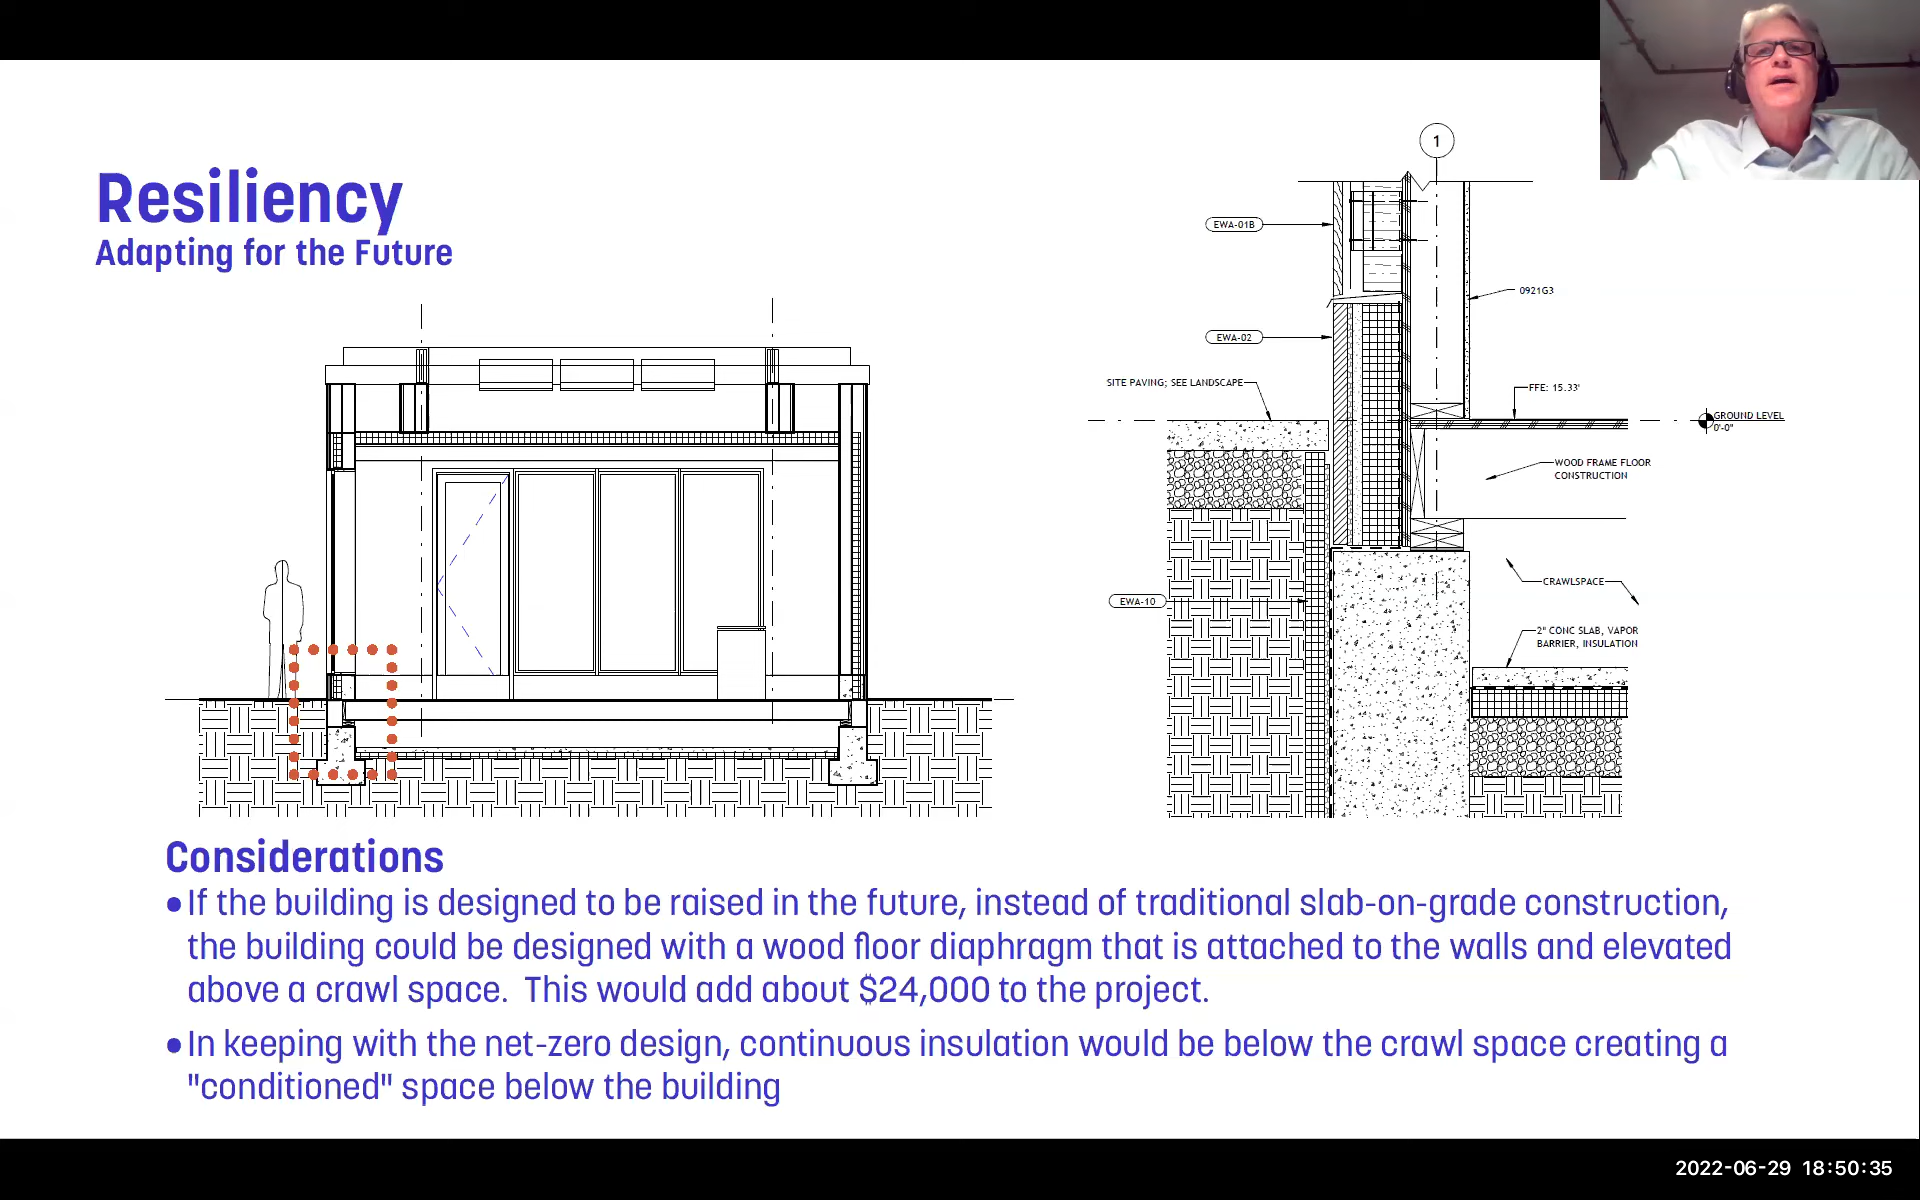 Resiliency
Adapting for the Future
1
EWA-01B
0921G3
EWA-02
SITE PAVING; SEE LANDSCAPE
FFE: 15.33'
GROUND LEVEL
0'-0"
WOOD FRAME FLOOR
CONSTRUCTION
CRAWLSPACE
EWA-10
2" CONC SLAB, VAPOR
BARRIER, INSULATION
Considerations
•If the building is designed to be raised in the future, instead of traditional slab-on-grade construction,
the building could be designed with a wood floor diaphragm that is attached to the walls and elevated
above a crawl space.  This would add about $24,000 to the project.
•In keeping with the net-zero design, continuous insulation would be below the crawl space creating a
"conditioned" space below the building
2022-06-29 18:50:35